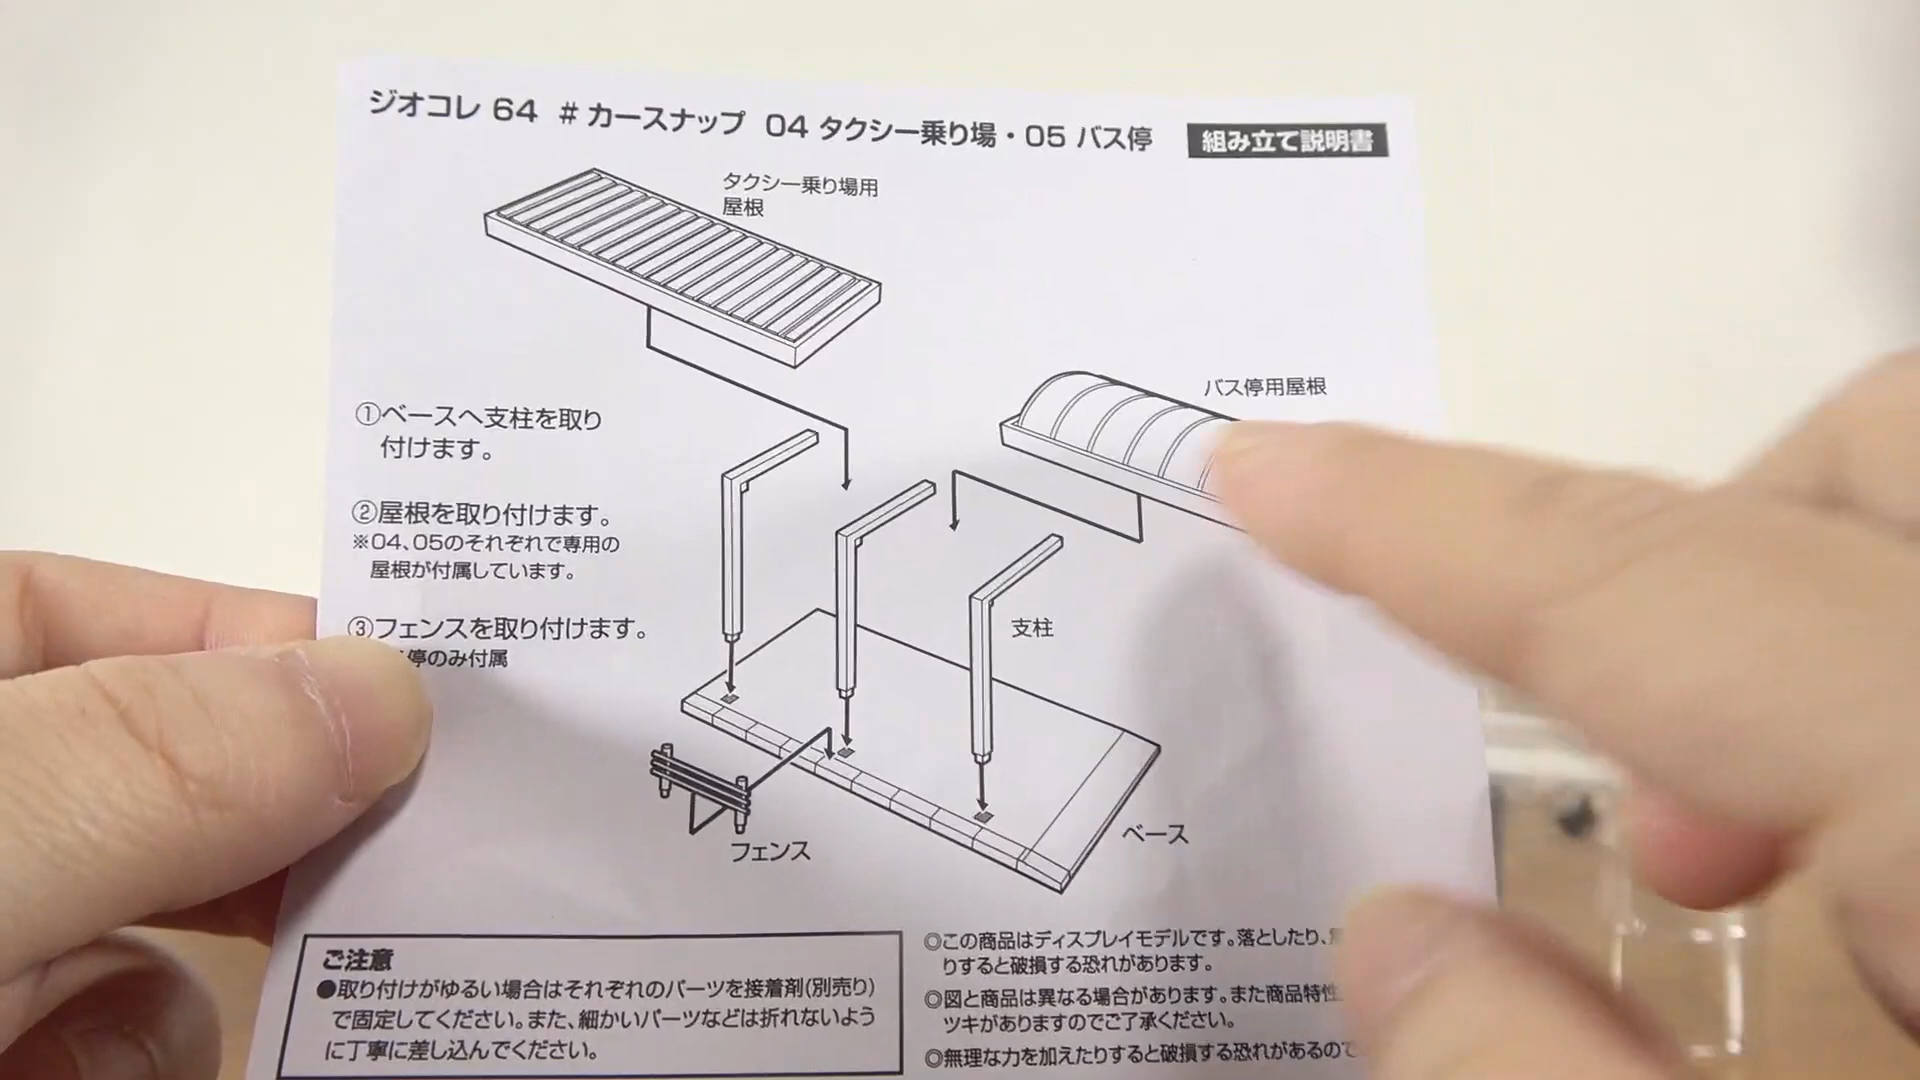 ジオコレ 64 #カースナップ 04 タクシー乗り場・05 バス停
組み立て説明書
タクシー乗り場用
屋根
バス停用屋根
①ベースへ支柱を取り
付けます。
②屋根を取り付けます。
※04、05のそれぞれで専用の
屋根が付属しています。
③フェンスを取り付けます。
停のみ付属
支柱
ベース
フェンス
ご注意
●取り付けがゆるい場合はそれぞれのパーツを接着剤(別売り)
で固定してください。また、細かいパーツなどは折れないよう
に丁寧に差し込んでください。
◎この商品はディスプレイモデルです。落としたり、
りすると破損する恐れがあります。
◎図と商品は異なる場合があります。また商品特性
ツキがありますのでご了承ください。
◎無理な力を加えたりすると破損する恐れがあるので